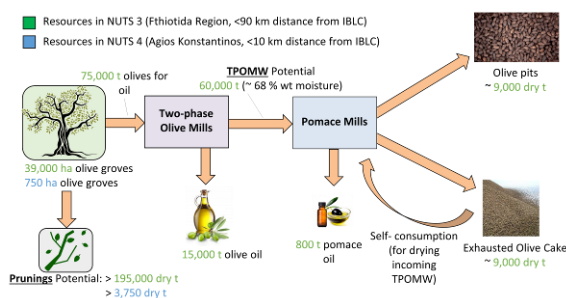 Resources in NUTS 3 (Fthiotida Region, <90 km distance from IBLC)
Resources in NUTS 4 (Agios Konstantinos, <10 km distance from IBLC)
75,000 t olives for
oil
TPOMW Potential
60,000 t (~ 68 % wt moisture)
Olive pits
~ 9,000 dry t
Two-phase
Olive Mills
Pomace Mills
39,000 ha olive groves
750 ha olive groves
15,000 t olive oil
800 t pomace
oil
Self- consumption
(for drying
incoming
TPOMW)
Exhausted Olive Cake
~ 9,000 dry t
Prunings Potential: > 195,000 dry t
> 3,750 dry t